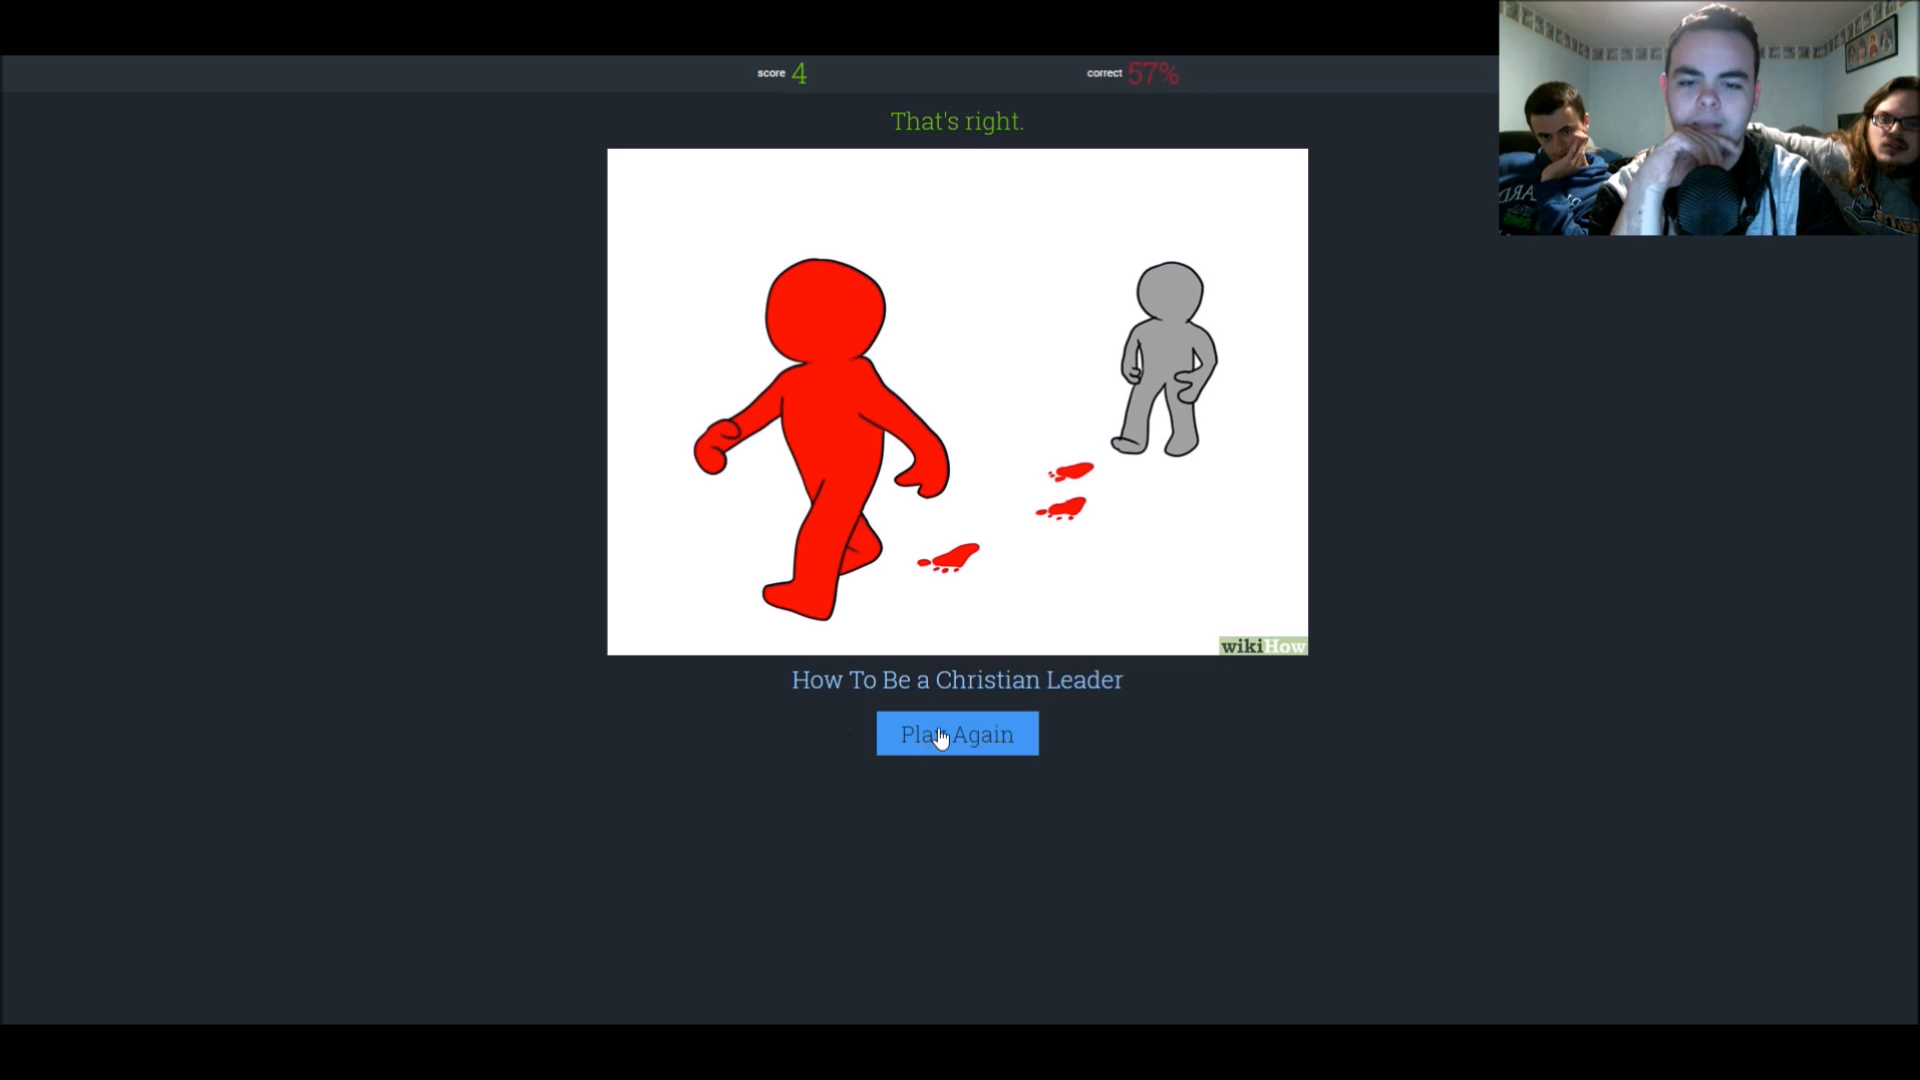 score 4
correct 57%
That's right.
wikiHow
How To Be a Christian Leader
Play Again